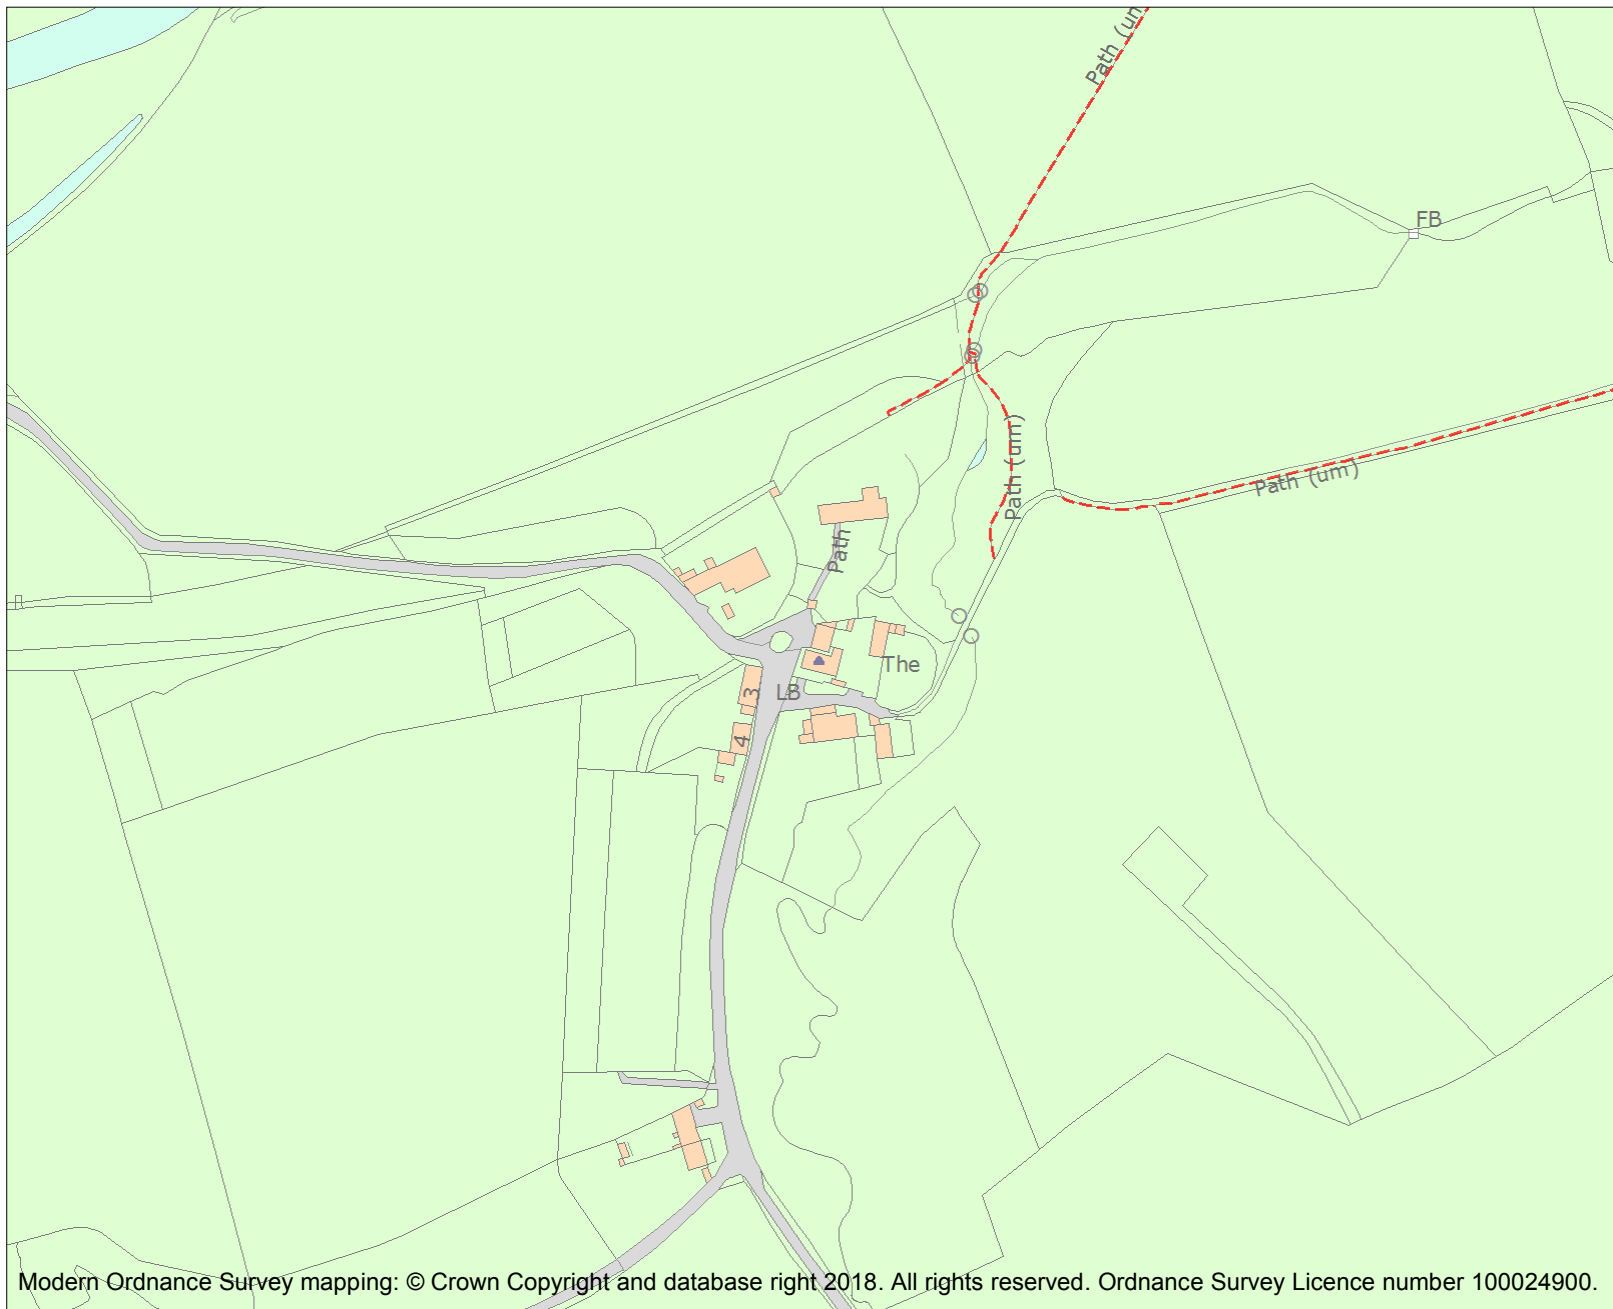 Path (un
FB
Path (um)
Path (um)
Path
The
3
LB
4
Modern Ordnance Survey mapping: © Crown Copyright and database right 2018. All rights reserved. Ordnance Survey Licence number 100024900.